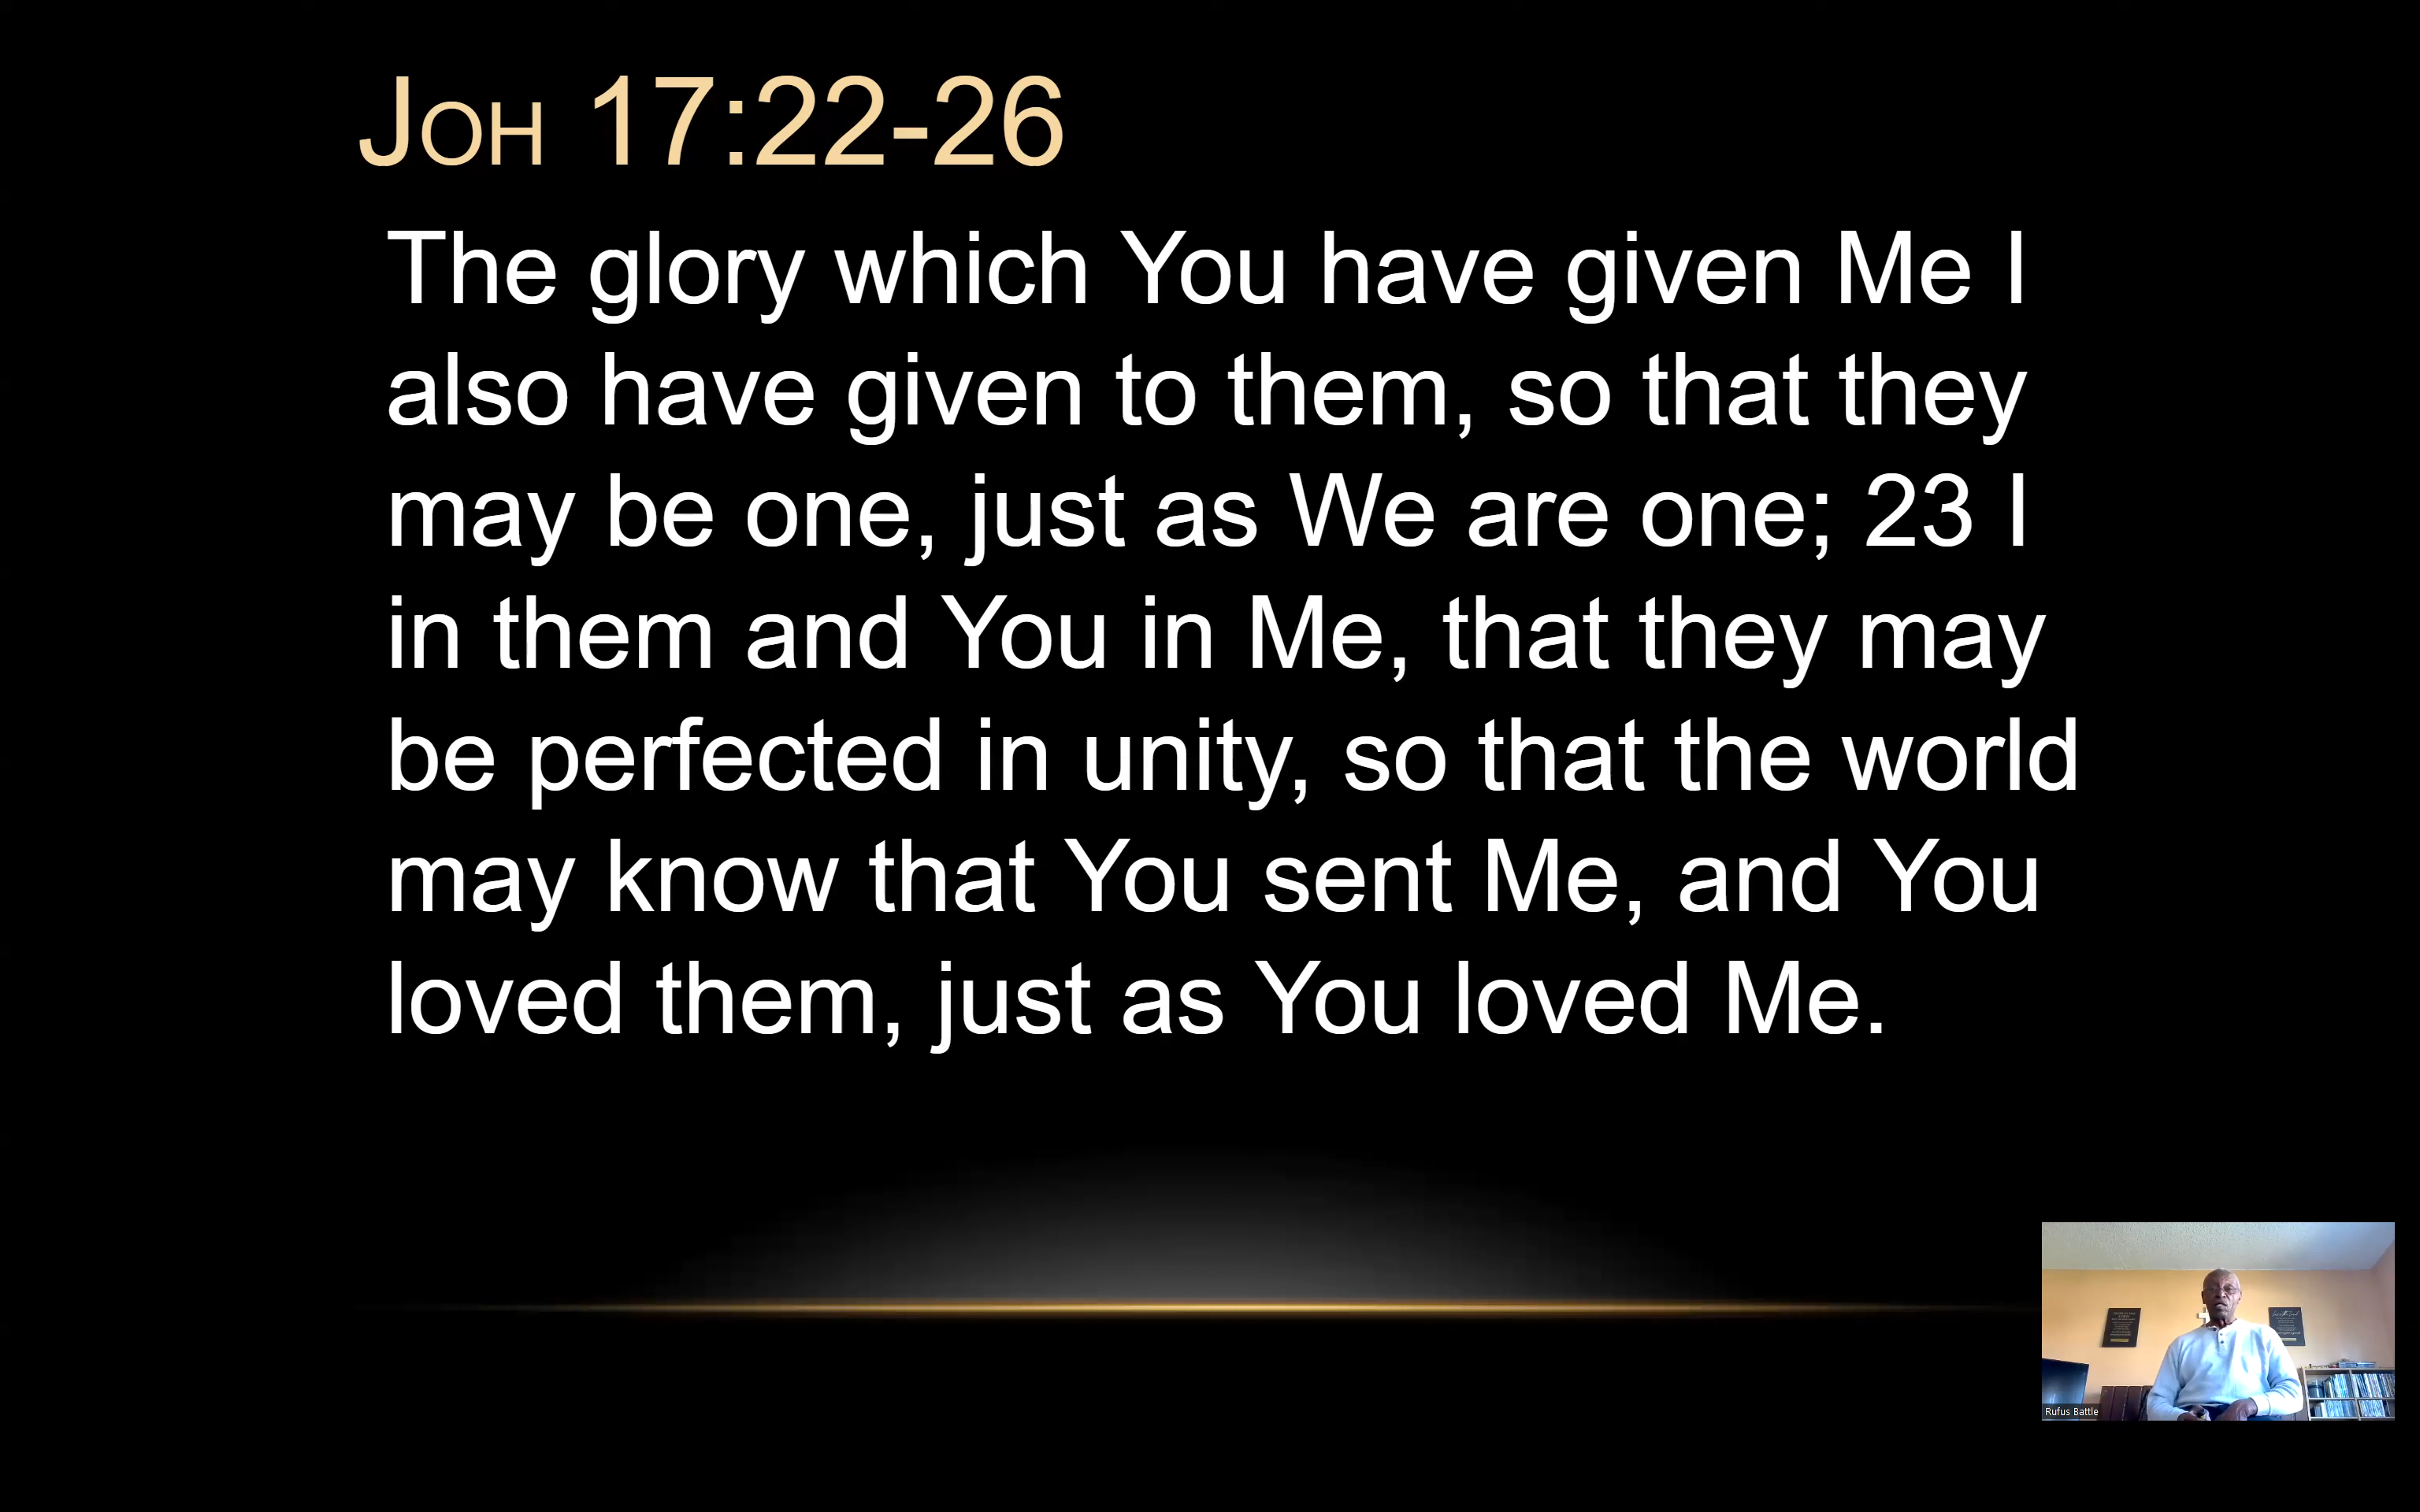 Joh 17:22-26
The glory which You have given Me I
also have given to them, so that they
may be one, just as We are one; 23 I
in them and You in Me, that they may
be perfected in unity, so that the world
may know that You sent Me, and You
loved them, just as You loved Me.
Rufus Battle